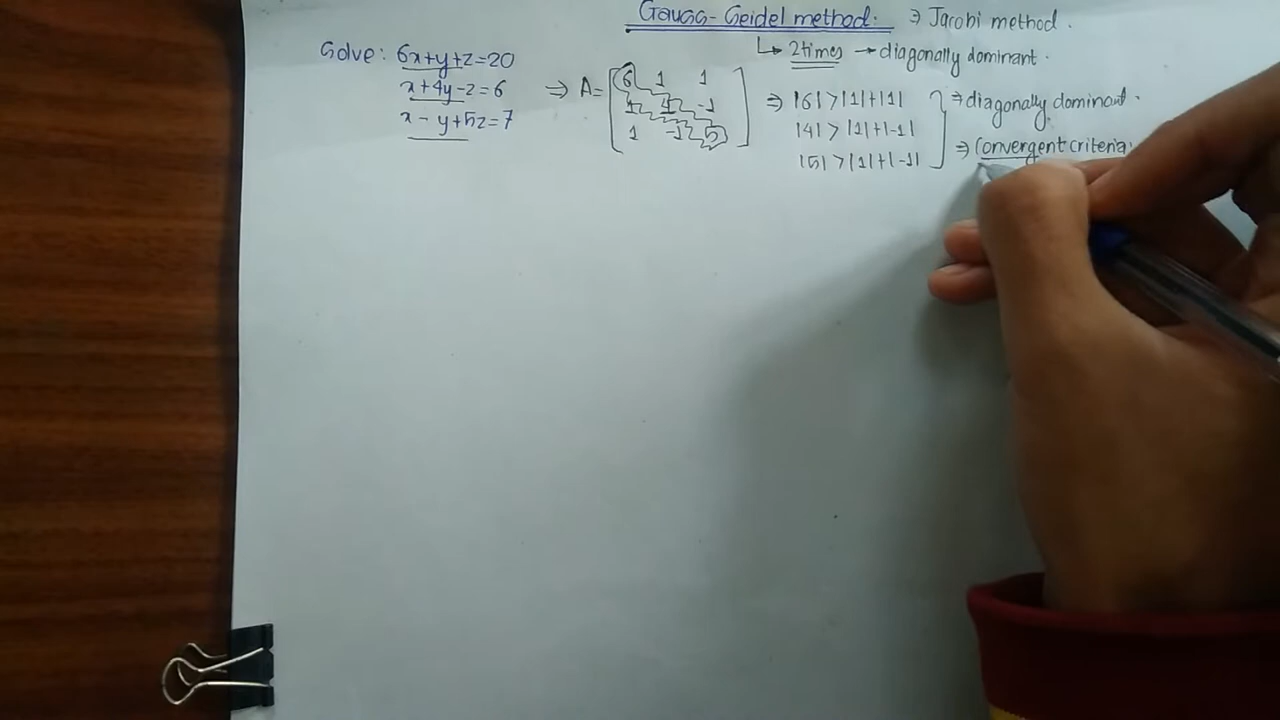 Gauss-Seidel method. ⇒ Jacobi method.
↳ 2times → diagonally dominant.
Solve: 6x+y+z=20
x+4y-z=6
x-y+5z=7
⇒ A= [6 1 1
1 4 -1
1 -1 5]
⇒ |6|>|1|+|1|
|4|>|1|+|-1|
|5|>|1|+|-1|
⇒ diagonally dominant.
⇒ Convergent criteria.